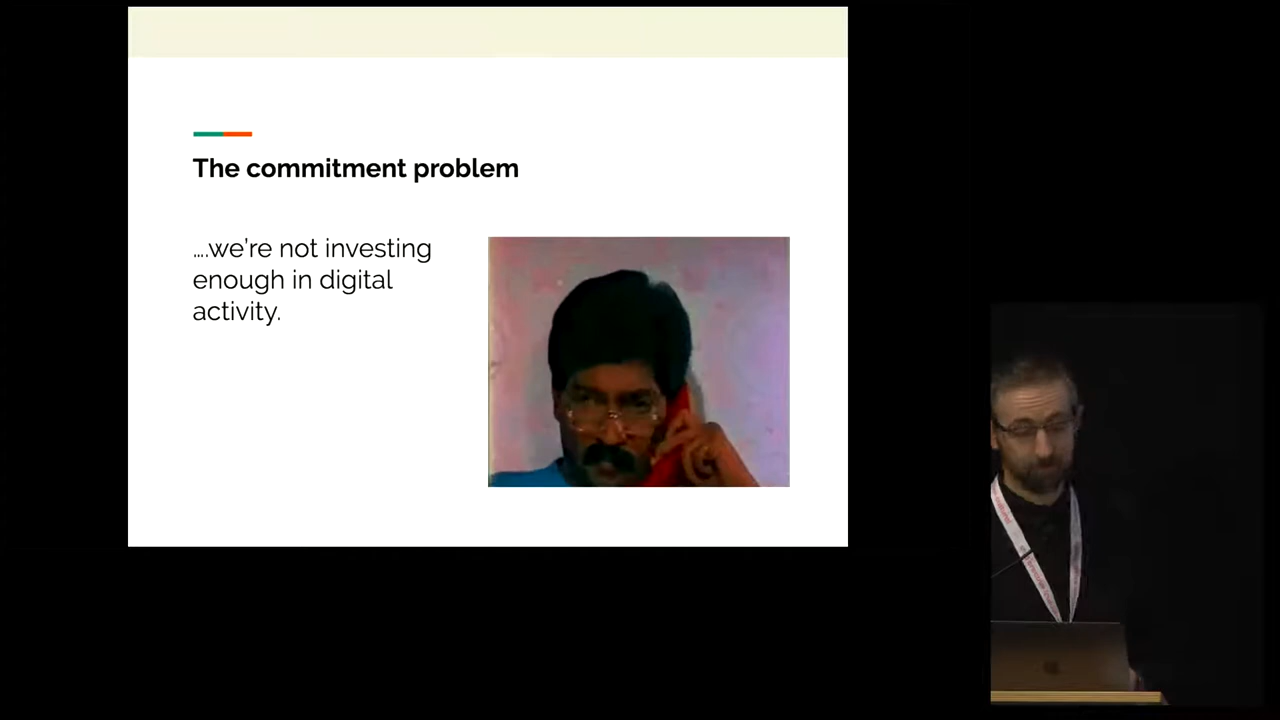 The commitment problem
....we're not investing
enough in digital
activity.